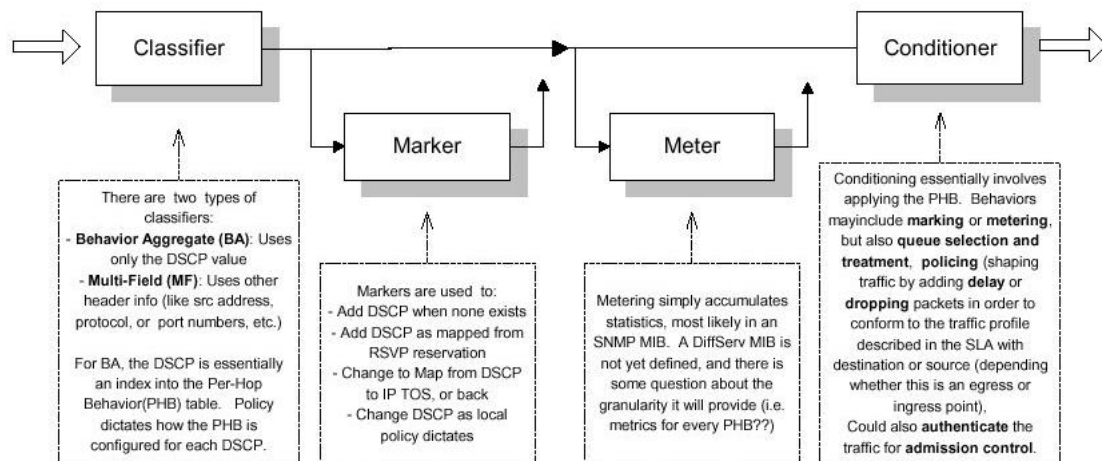 Classifier
Conditioner
Marker
Meter
There are two types of
classifiers:
- Behavior Aggregate (BA): Uses
only the DSCP value
- Multi-Field (MF): Uses other
header info (like src address,
protocol, or port numbers, etc.)
For BA, the DSCP is essentially
an index into the Per-Hop
Behavior(PHB) table. Policy
dictates how the PHB is
configured for each DSCP.
Markers are used to:
- Add DSCP when none exists
- Add DSCP as mapped from
RSVP reservation
- Change to Map from DSCP
to IP TOS, or back
- Change DSCP as local
policy dictates
Metering simply accumulates
statistics, most likely in an
SNMP MIB. A DiffServ MIB is
not yet defined, and there is
some question about the
granularity it will provide (i.e.
metrics for every PHB??)
Conditioning essentially involves
applying the PHB. Behaviors
mayinclude marking or metering,
but also queue selection and
treatment, policing (shaping
traffic by adding delay or
dropping packets in order to
conform to the traffic profile
described in the SLA with
destination or source (depending
whether this is an egress or
ingress point),
Could also authenticate the
traffic for admission control.